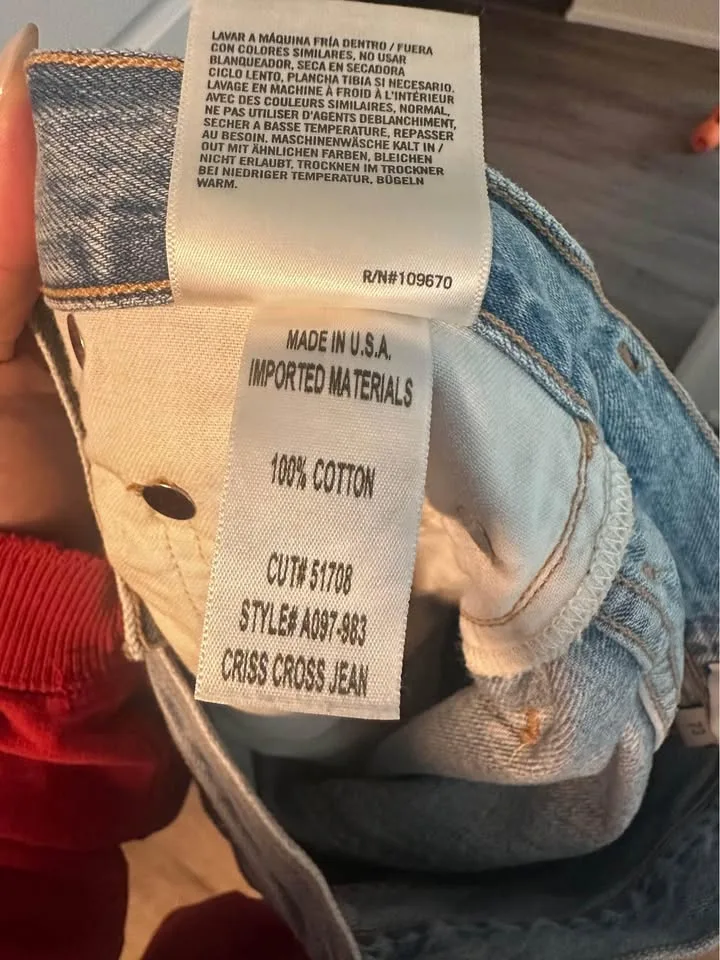 LAVAR A MÁQUINA FRÍA DENTRO / FUERA
CON COLORES SIMILARES, NO USAR
BLANQUEADOR, SECA EN SECADORA
CICLO LENTO, PLANCHA TIBIA SI NECESARIO.
LAVAGE EN MACHINE À FROID À L'INTÉRIEUR
AVEC DES COULEURS SIMILAIRES, NORMAL,
NE PAS UTILISER D'AGENTS DEBLANCHIMENT,
SECHER A BASSE TEMPERATURE, REPASSER
AU BESOIN. MASCHINENWÄSCHE KALT IN /
OUT MIT ÄHNLICHEN FARBEN, BLEICHEN
NICHT ERLAUBT, TROCKNEN IM TROCKNER
BEI NIEDRIGER TEMPERATUR. BÜGELN
WARM.
R/N#109670
MADE IN U.S.A.
IMPORTED MATERIALS
100% COTTON
CUT# 51708
STYLE# A097-983
CRISS CROSS JEAN